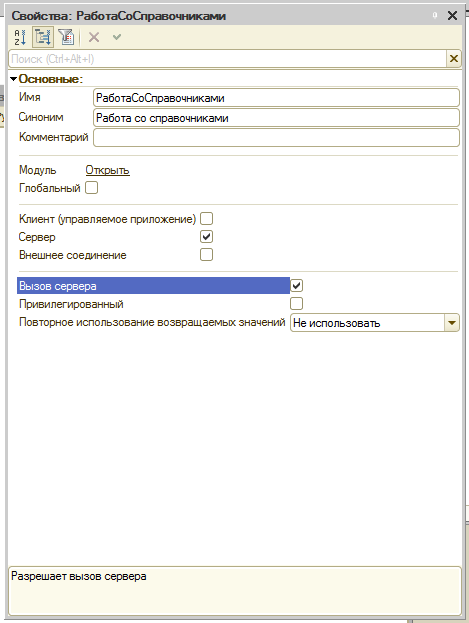 Свойства: РаботаСоСправочниками
Поиск (Ctrl+Alt+I)
Основные:
Имя РаботаСоСправочниками
Синоним Работа со справочниками
Комментарий
Модуль Открыть
Глобальный
Клиент (управляемое приложение)
Сервер
Внешнее соединение
Вызов сервера
Привилегированный
Повторное использование возвращаемых значений Не использовать
Разрешает вызов сервера